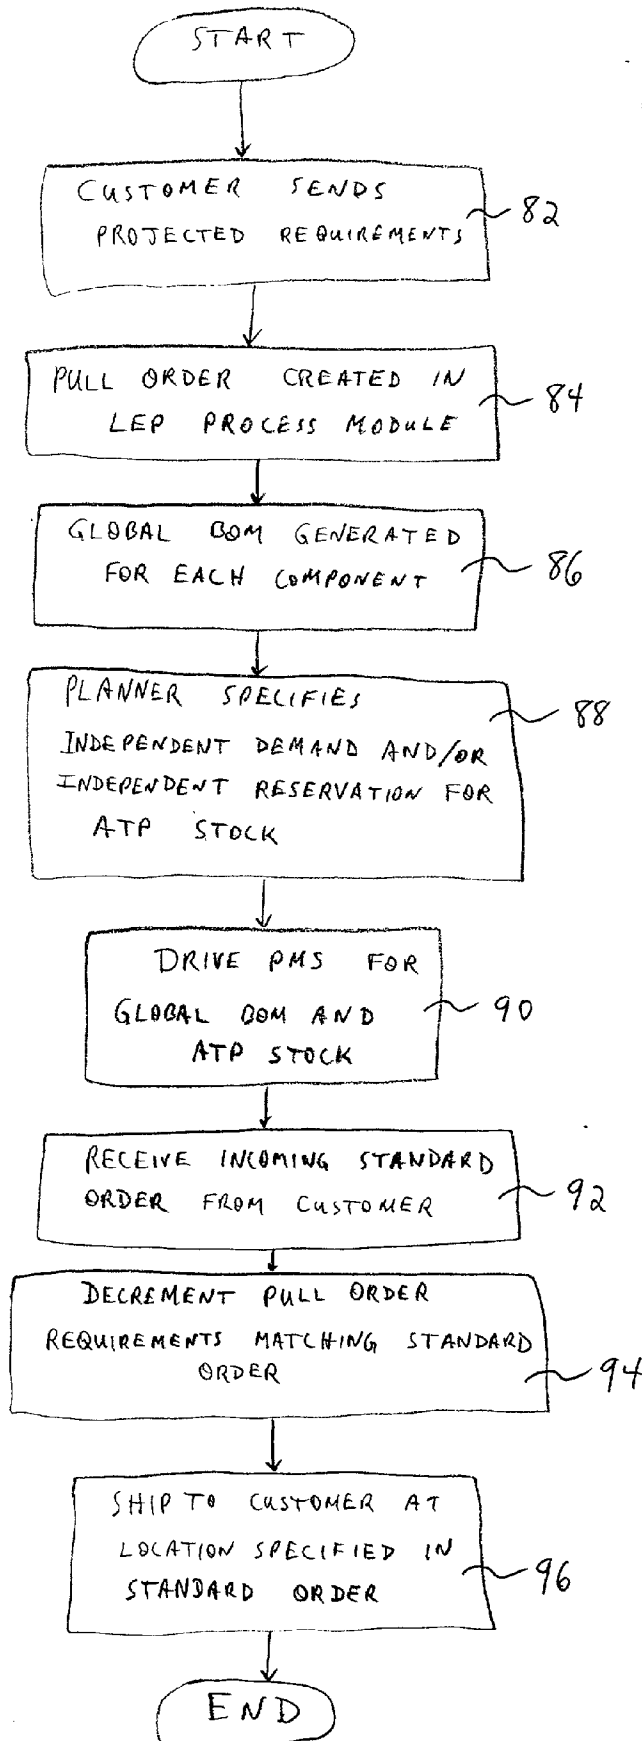 START
CUSTOMER SENDS
PROJECTED REQUIREMENTS
82
PULL ORDER CREATED IN
LEP PROCESS MODULE
84
GLOBAL BOM GENERATED
FOR EACH COMPONENT
86
PLANNER SPECIFIES
INDEPENDENT DEMAND AND/OR
INDEPENDENT RESERVATION FOR
ATP STOCK
88
DRIVE PMS FOR
GLOBAL BOM AND
ATP STOCK
90
RECEIVE INCOMING STANDARD
ORDER FROM CUSTOMER
92
DECREMENT PULL ORDER
REQUIREMENTS MATCHING STANDARD
ORDER
94
SHIP TO CUSTOMER AT
LOCATION SPECIFIED IN
STANDARD ORDER
96
END